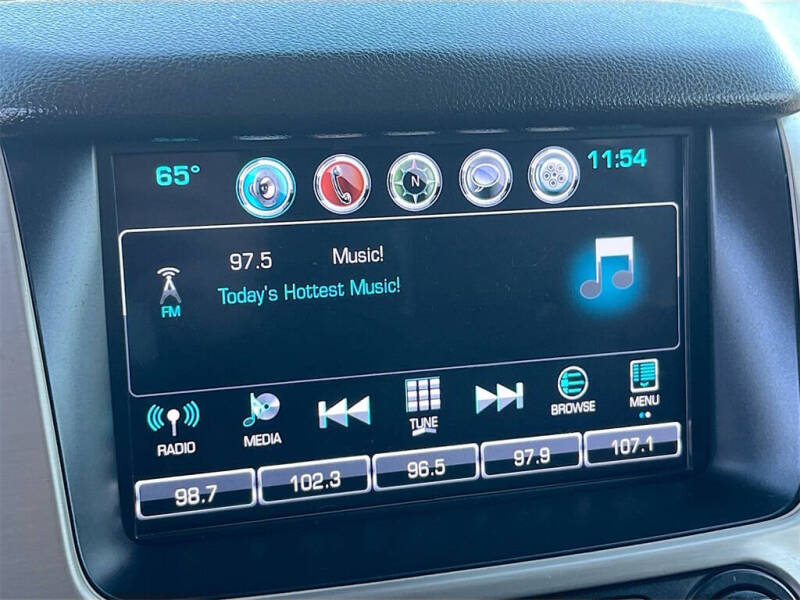 65° N 11:54
97.5 Music!
FM Today's Hottest Music!
RADIO MEDIA TUNE BROWSE MENU
98.7 102.3 96.5 97.9 107.1